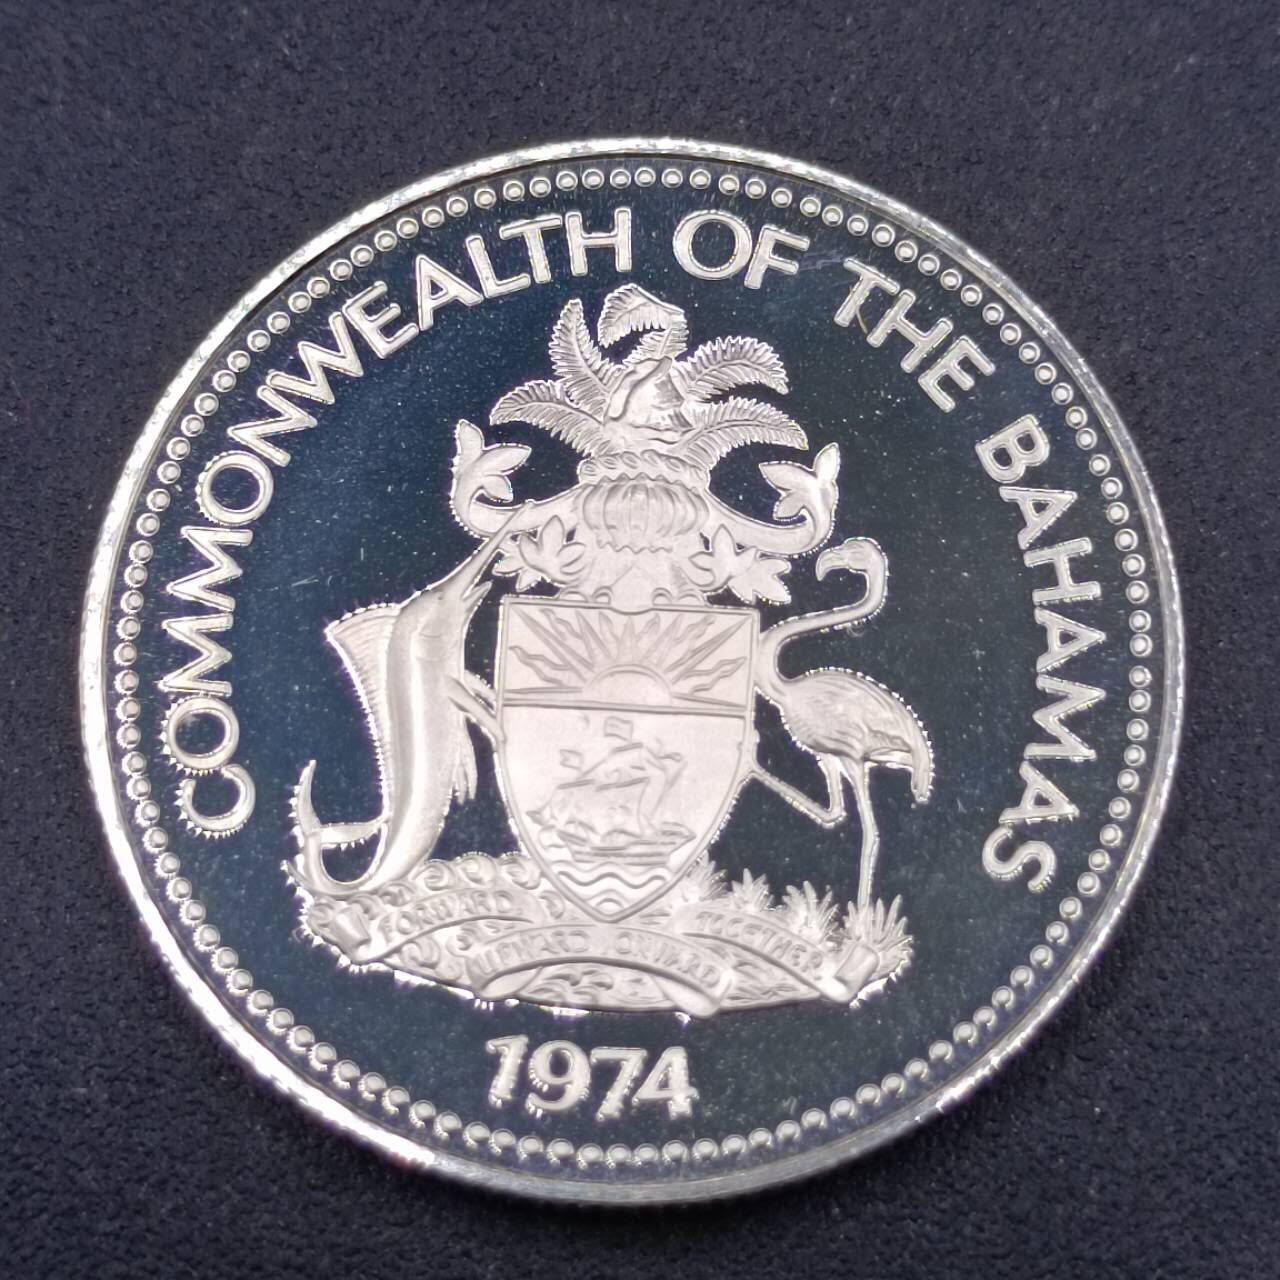 COMMONWEALTH OF THE BAHAMAS
FORWARD UPWARD ONWARD TOGETHER
1974